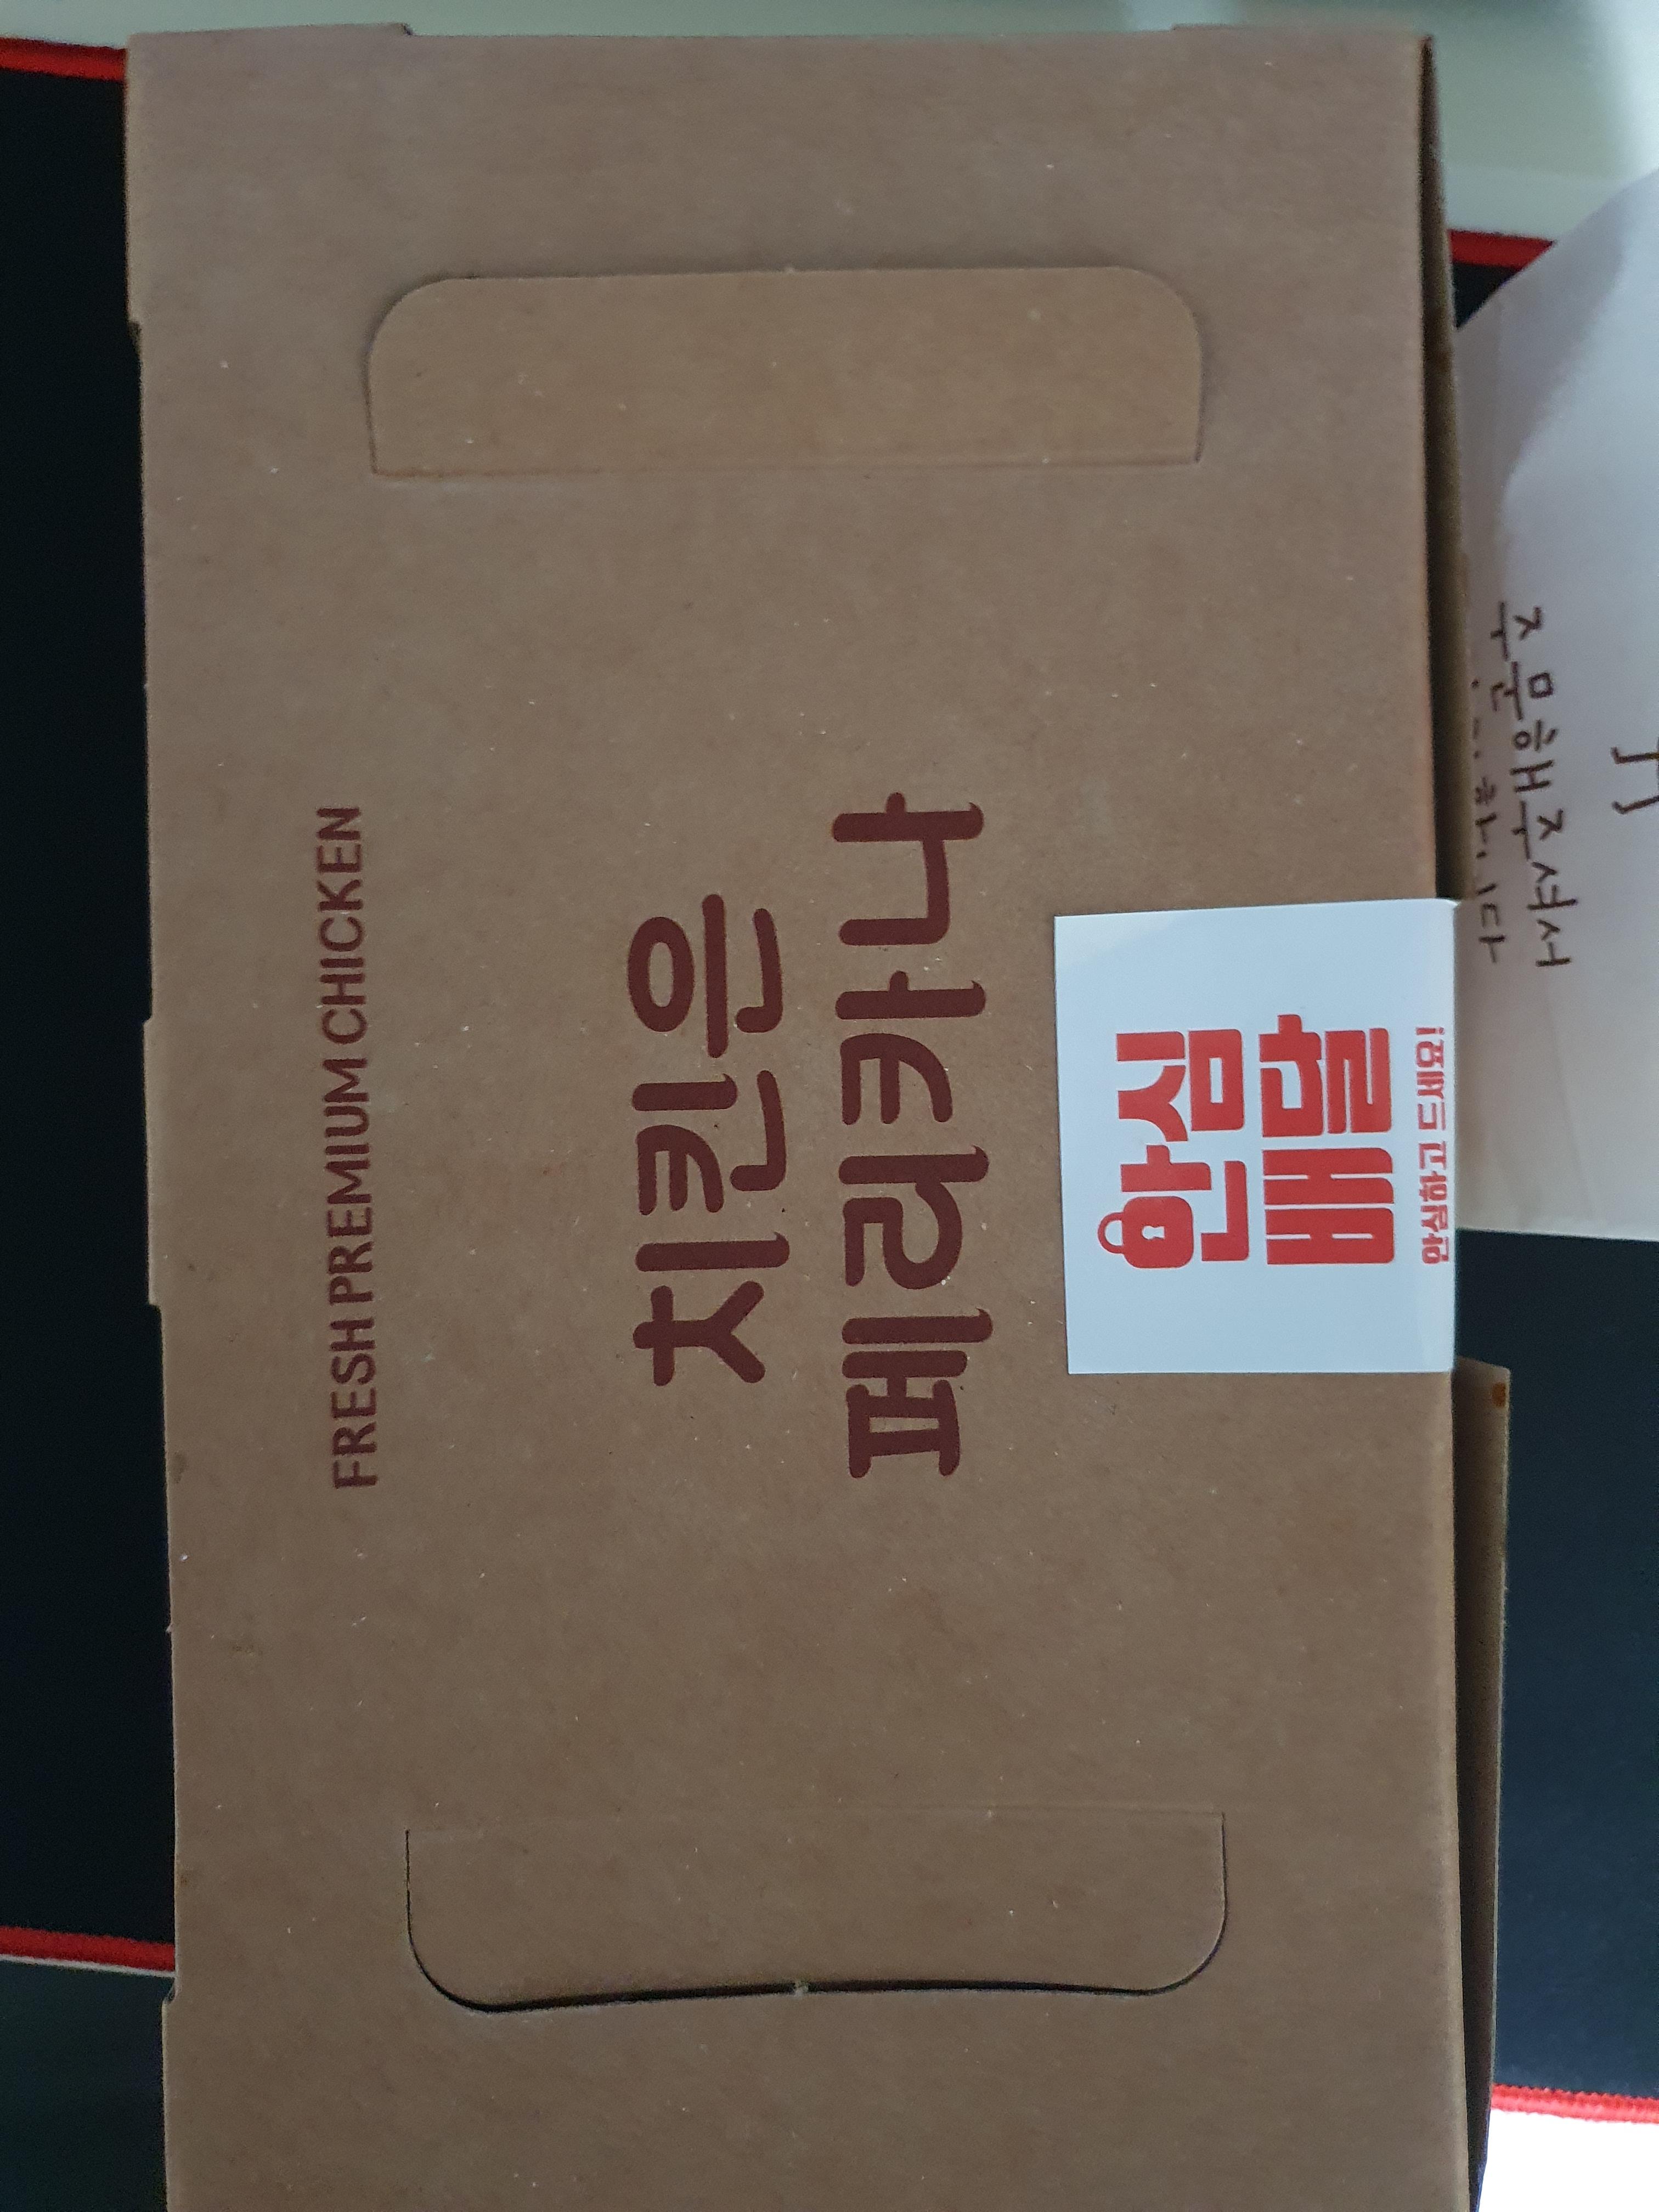 FRESH PREMIUM CHICKEN
치킨은
페리카나
안심
배달
안심하고 드세요!
주문해주셔서